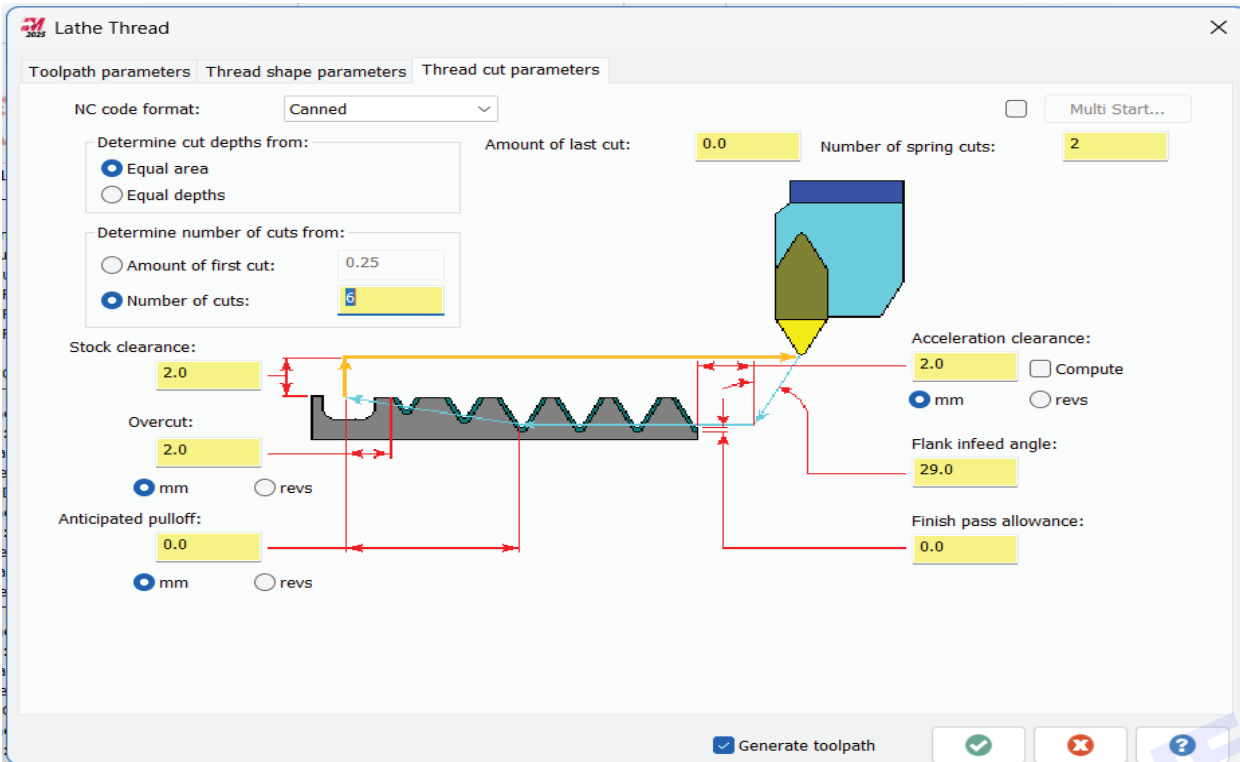 2025 Lathe Thread
Toolpath parameters Thread shape parameters Thread cut parameters
NC code format: Canned Multi Start...
Determine cut depths from: Amount of last cut: 0.0 Number of spring cuts: 2
Equal area
Equal depths
Determine number of cuts from:
Amount of first cut: 0.25
Number of cuts: 6
Stock clearance: Acceleration clearance:
2.0 2.0 Compute
mm revs
Overcut: Flank infeed angle:
2.0 29.0
mm revs
Anticipated pulloff: Finish pass allowance:
0.0 0.0
mm revs
Generate toolpath